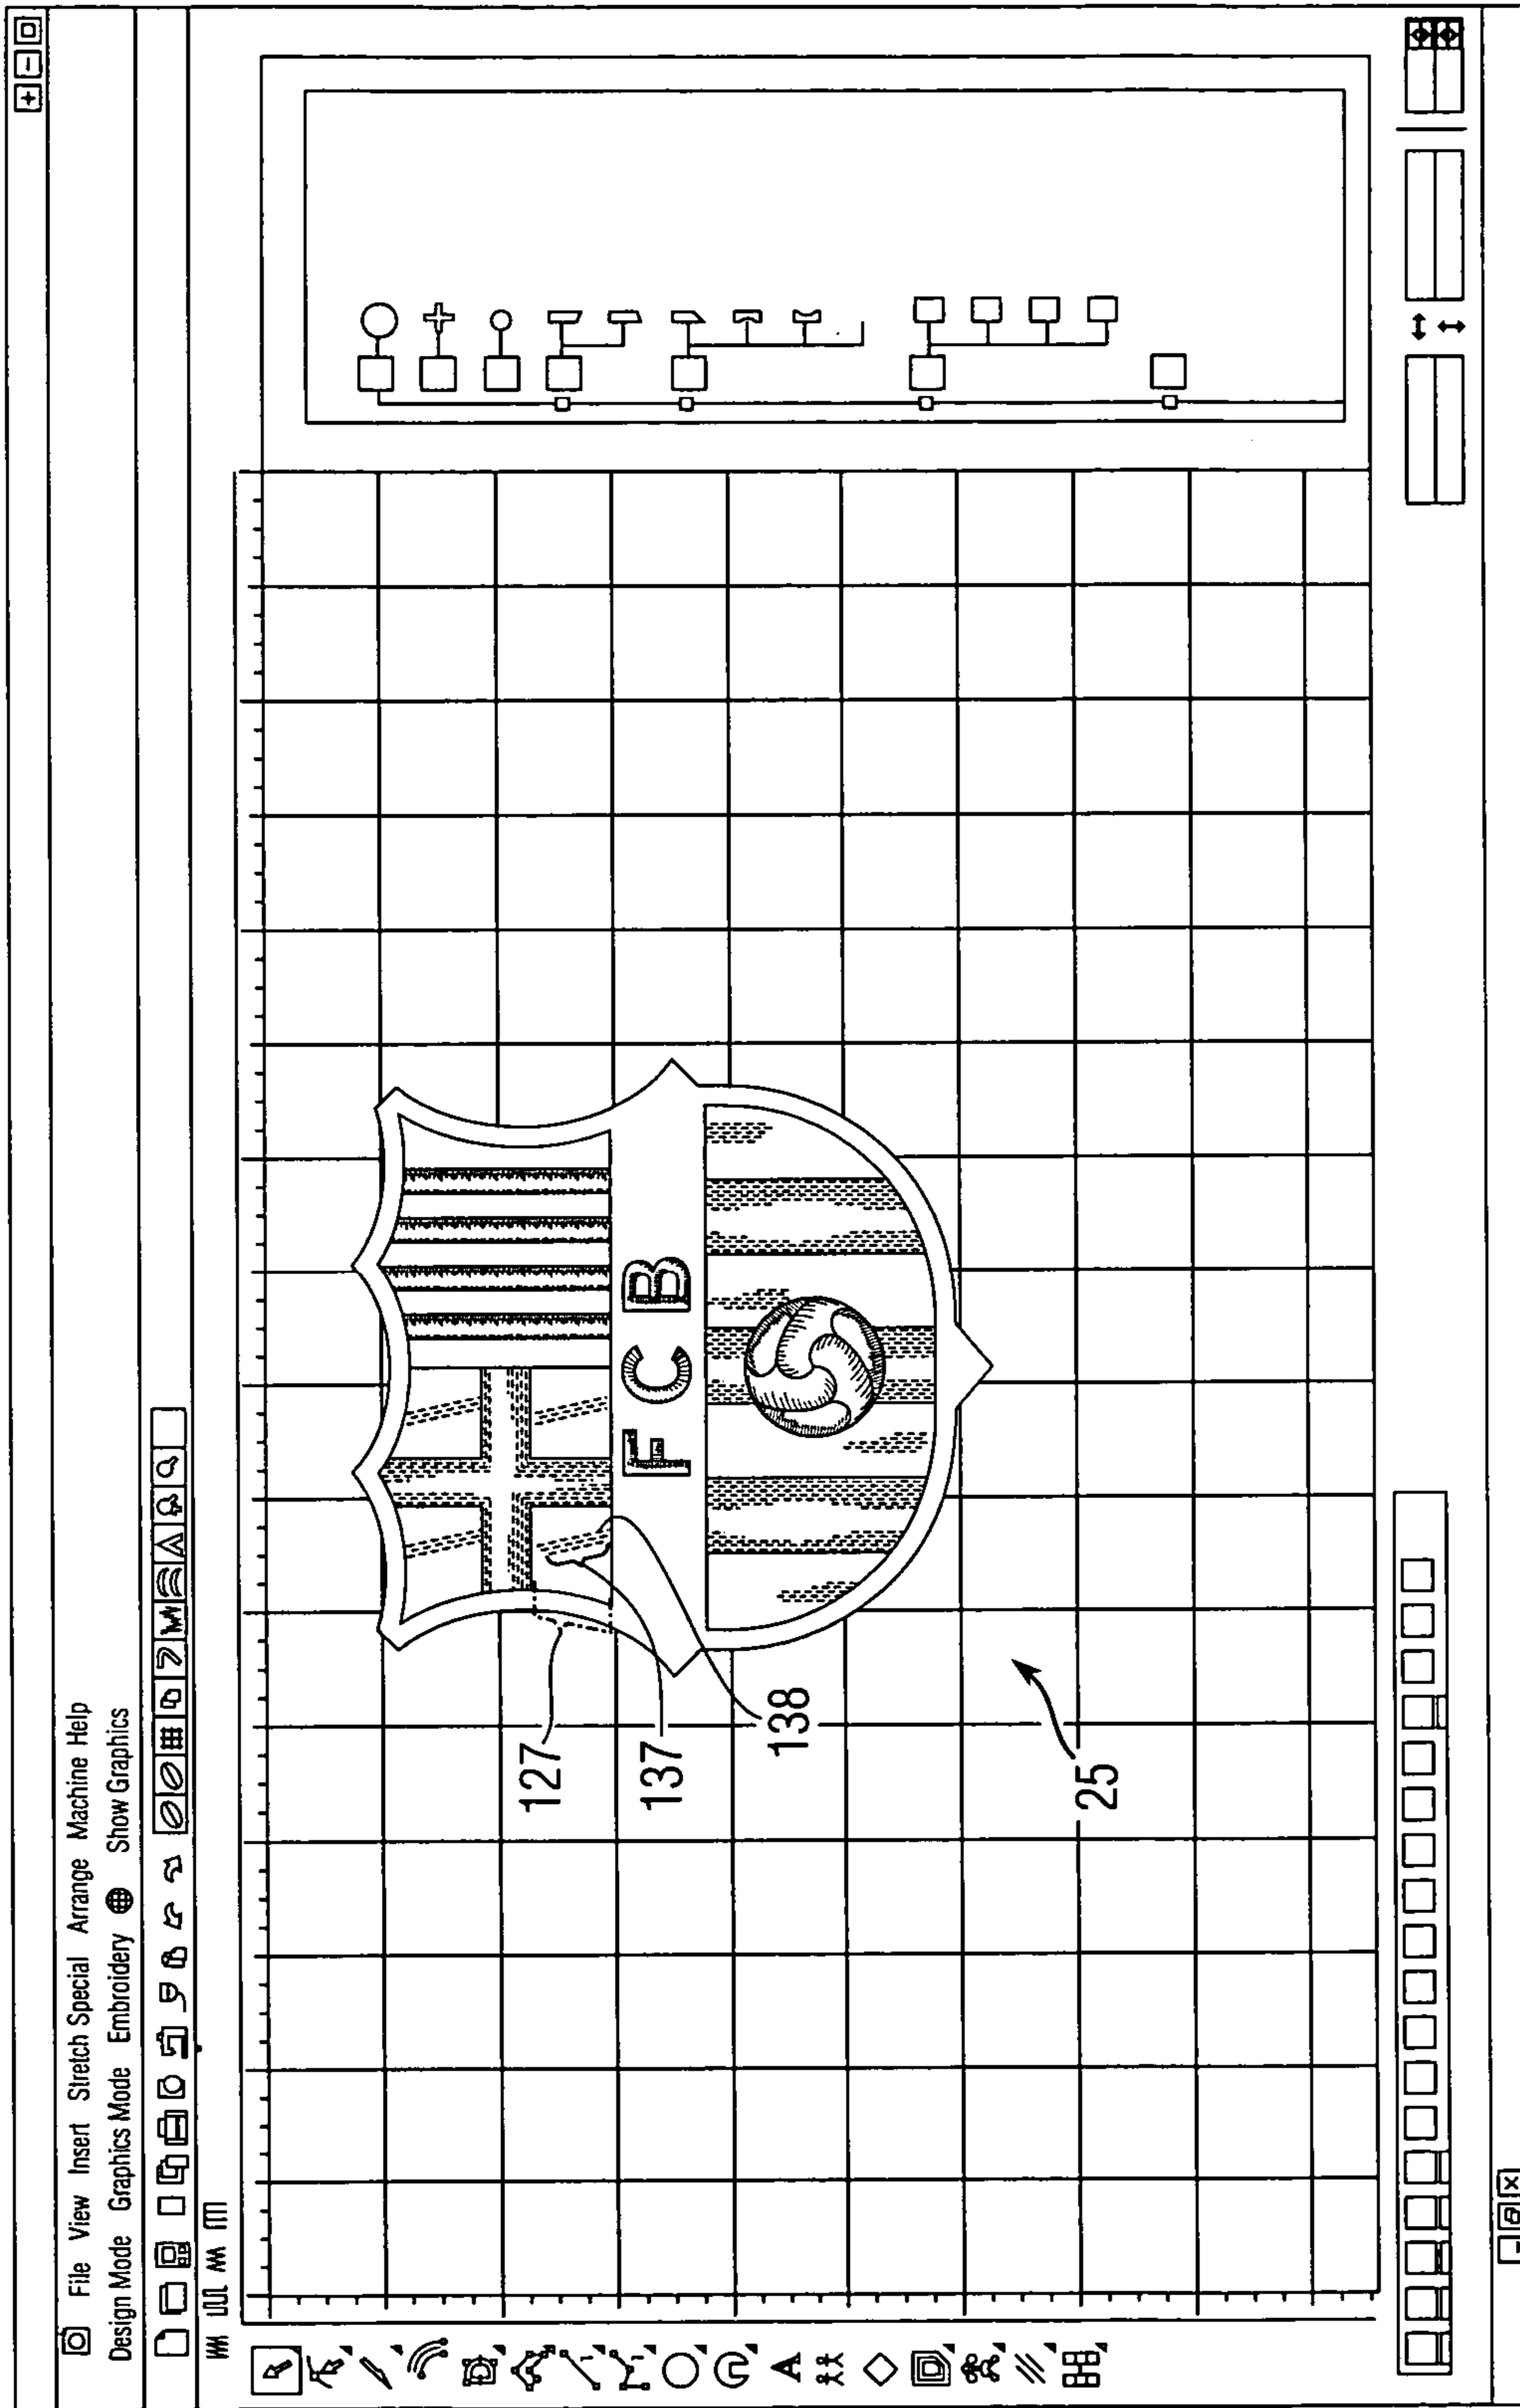 File View Insert Stretch Special Arrange Machine Help
Design Mode Graphics Mode Embroidery Show Graphics
F C B
127
137
138
25